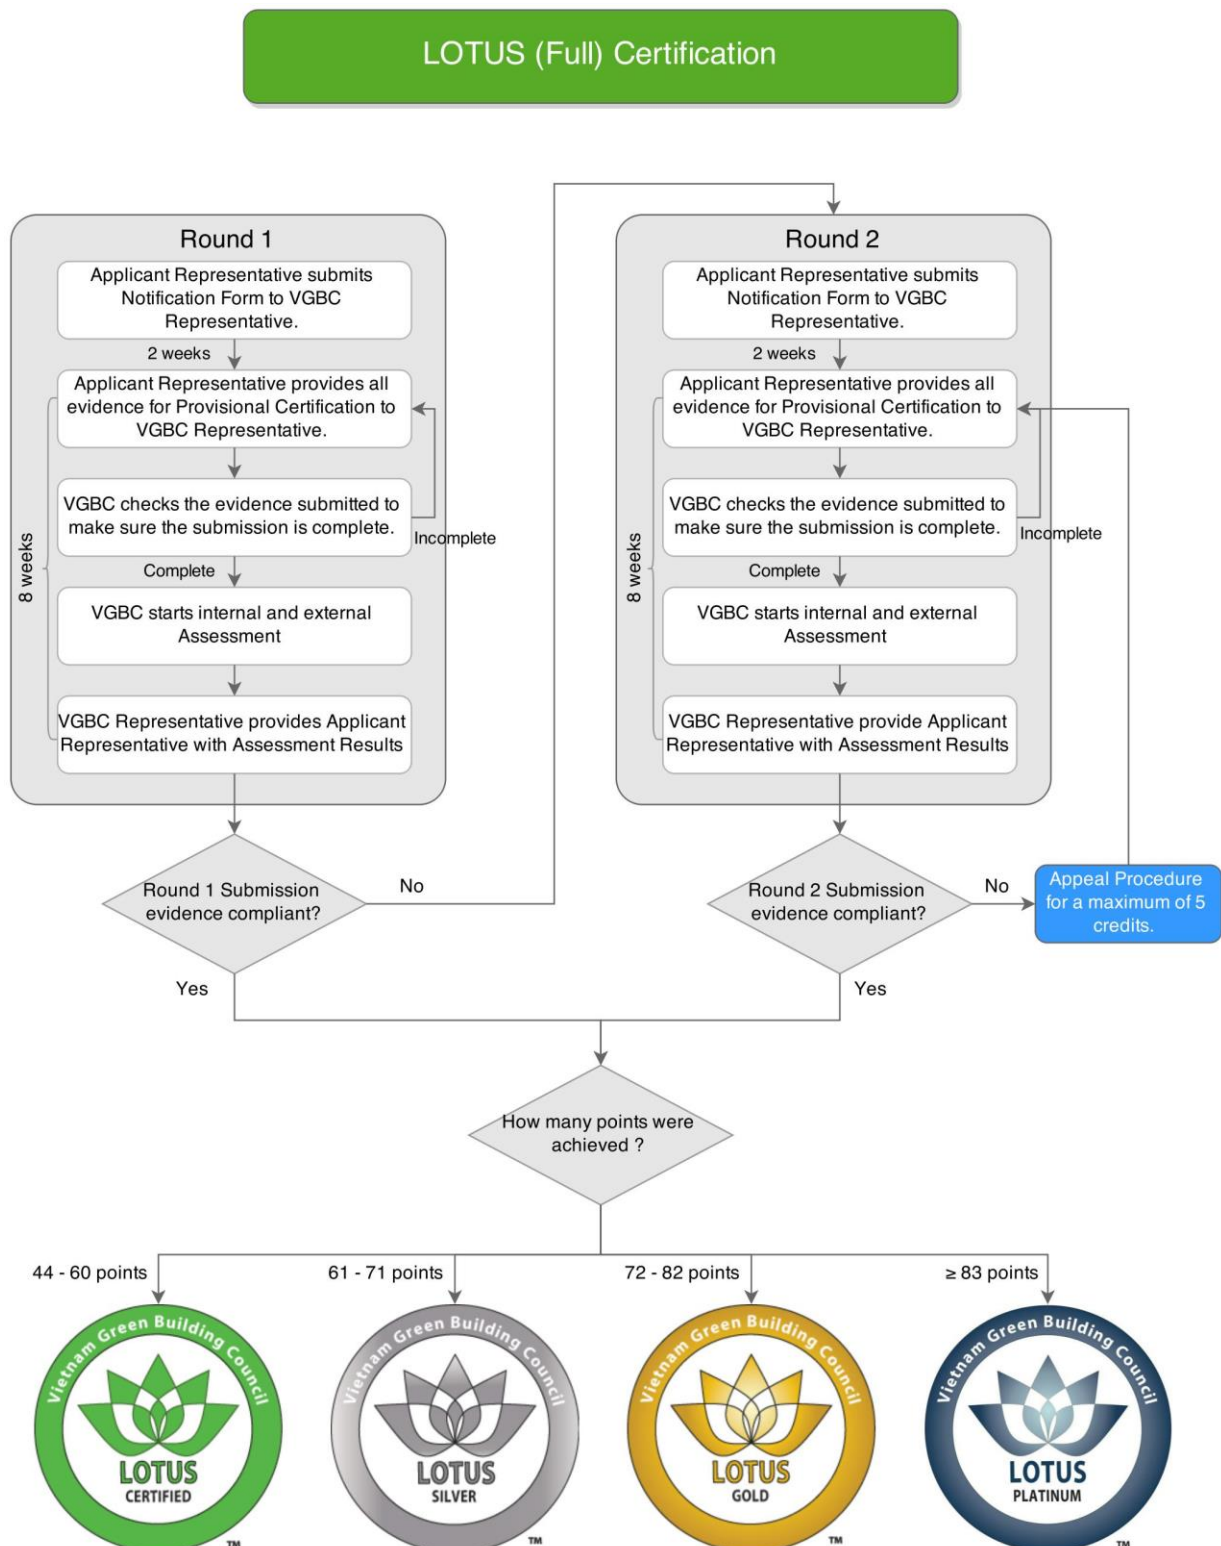 LOTUS (Full) Certification
Round 1
Applicant Representative submits
Notification Form to VGBC
Representative.
2 weeks
Applicant Representative provides all
evidence for Provisional Certification to
VGBC Representative.
VGBC checks the evidence submitted to
make sure the submission is complete.
Incomplete
8 weeks
Complete
VGBC starts internal and external
Assessment
VGBC Representative provides Applicant
Representative with Assessment Results
Round 1 Submission
evidence compliant?
No
Yes
Round 2
Applicant Representative submits
Notification Form to VGBC
Representative.
2 weeks
Applicant Representative provides all
evidence for Provisional Certification to
VGBC Representative.
VGBC checks the evidence submitted to
make sure the submission is complete.
Incomplete
8 weeks
Complete
VGBC starts internal and external
Assessment
VGBC Representative provide Applicant
Representative with Assessment Results
Round 2 Submission
evidence compliant?
No
Appeal Procedure
for a maximum of 5
credits.
Yes
How many points were
achieved ?
44 - 60 points
Vietnam Green Building Council
LOTUS
CERTIFIED
TM
61 - 71 points
Vietnam Green Building Council
LOTUS
SILVER
TM
72 - 82 points
Vietnam Green Building Council
LOTUS
GOLD
TM
≥ 83 points
Vietnam Green Building Council
LOTUS
PLATINUM
TM